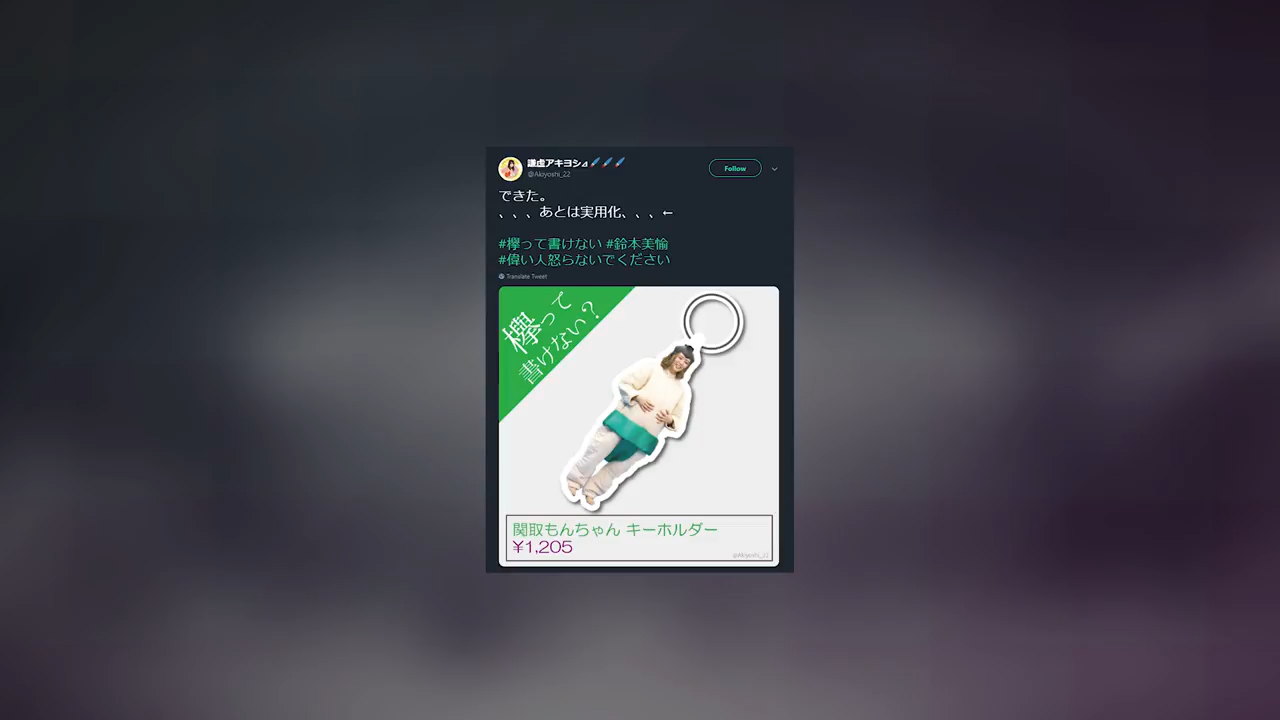 謙虚アキヨシ⊿
@Akiyoshi_22
Follow
できた。
、、、あとは実用化、、、←
#欅って書けない #鈴本美愉
#偉い人怒らないでください
Translate Tweet
欅って
書けない?
関取もんちゃん キーホルダー
¥1,205
@Akiyoshi_22